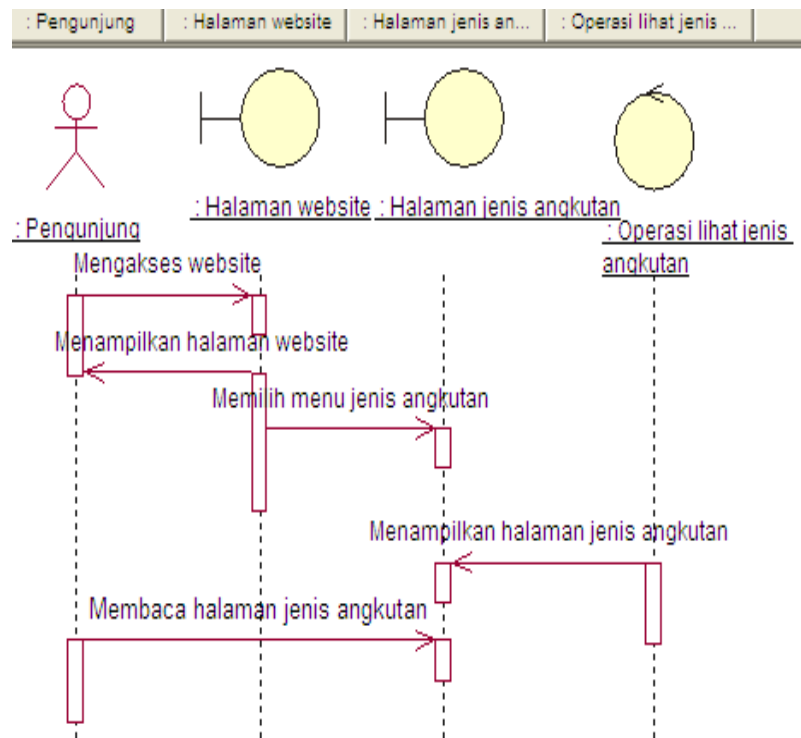 : Pengunjung
: Halaman website
: Halaman jenis an...
: Operasi lihat jenis ...
: Pengunjung
: Halaman website
: Halaman jenis angkutan
: Operasi lihat jenis
angkutan
Mengakses website
Menampilkan halaman website
Memilih menu jenis angkutan
Menampilkan halaman jenis angkutan
Membaca halaman jenis angkutan